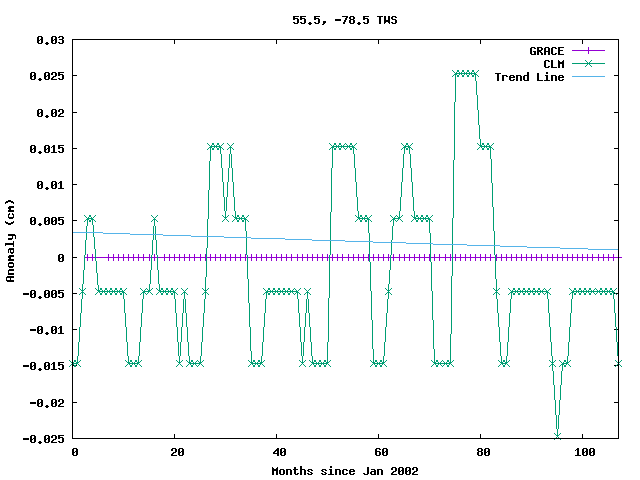 55.5, -78.5 TWS
GRACE
CLM
Trend Line
Anomaly (cm)
0.03
0.025
0.02
0.015
0.01
0.005
0
-0.005
-0.01
-0.015
-0.02
-0.025
0 20 40 60 80 100
Months since Jan 2002